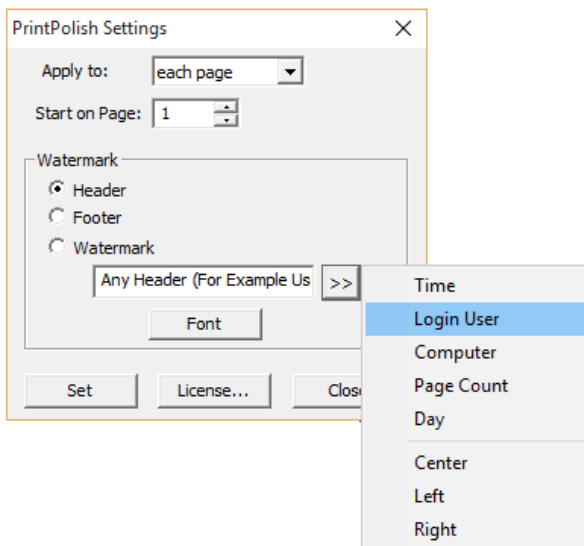 PrintPolish Settings
Apply to: each page
Start on Page: 1
Watermark
Header
Footer
Watermark
Any Header (For Example Us >>
Font
Set License...
Time
Login User
Computer
Page Count
Day
Center
Left
Right